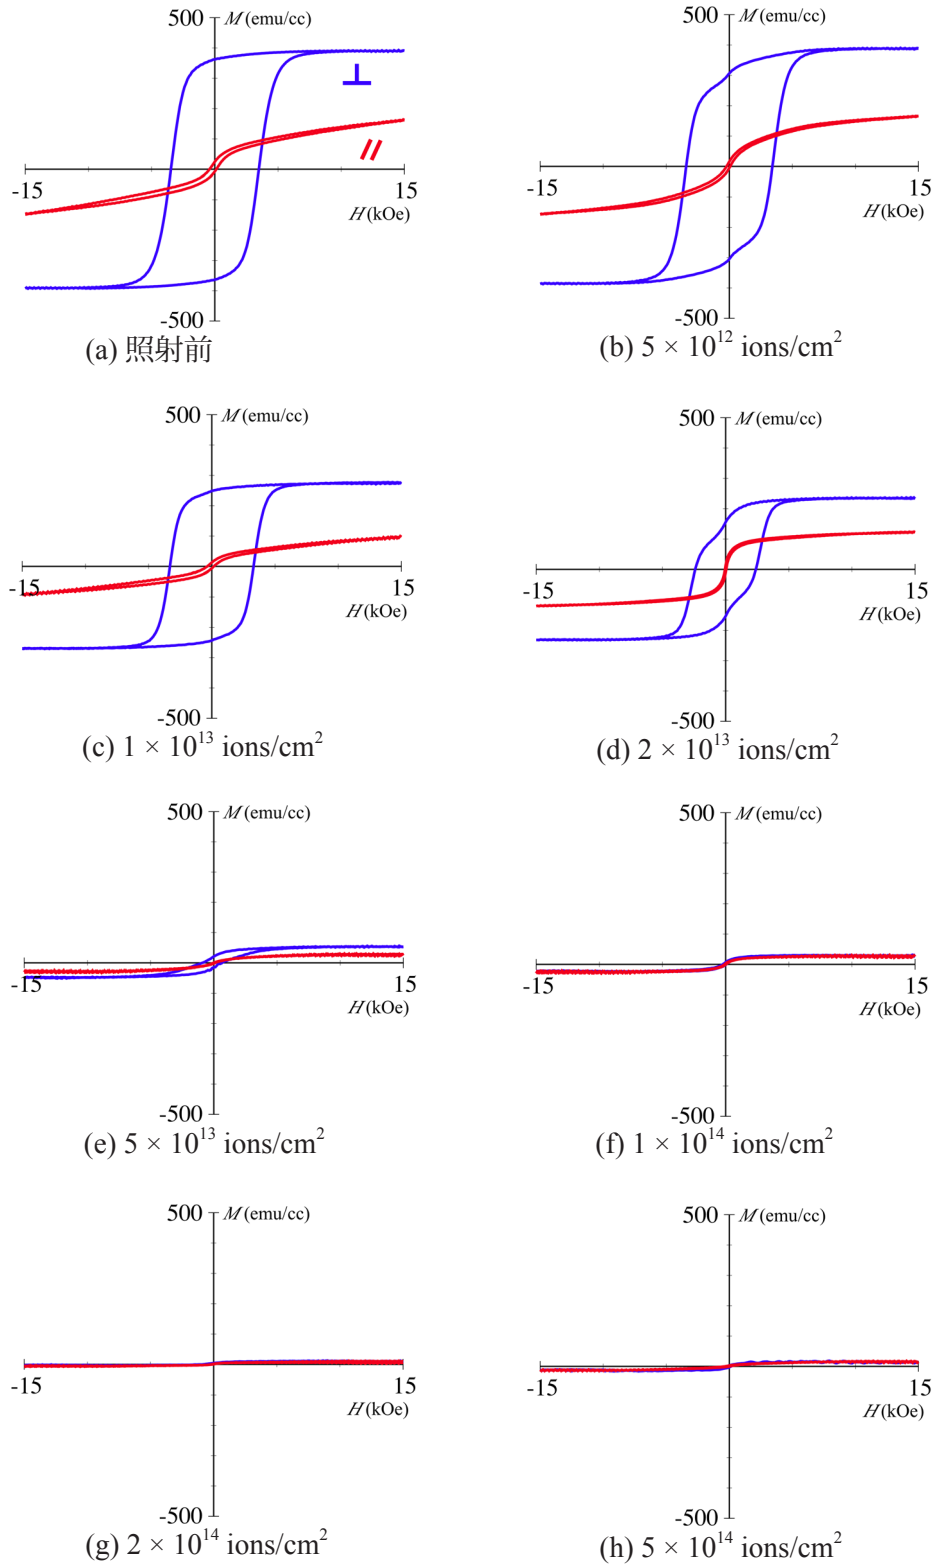 500 M (emu/cc)
⊥
//
-15 15
H (kOe)
-500
(a) 照射前
500 M (emu/cc)
-15 15
H (kOe)
-500
(b) 5 × 10¹² ions/cm²
500 M (emu/cc)
-15 15
H (kOe)
-500
(c) 1 × 10¹³ ions/cm²
500 M (emu/cc)
-15 15
H (kOe)
-500
(d) 2 × 10¹³ ions/cm²
500 M (emu/cc)
-15 15
H (kOe)
-500
(e) 5 × 10¹³ ions/cm²
500 M (emu/cc)
-15 15
H (kOe)
-500
(f) 1 × 10¹⁴ ions/cm²
500 M (emu/cc)
-15 15
H (kOe)
-500
(g) 2 × 10¹⁴ ions/cm²
500 M (emu/cc)
-15 15
H (kOe)
-500
(h) 5 × 10¹⁴ ions/cm²